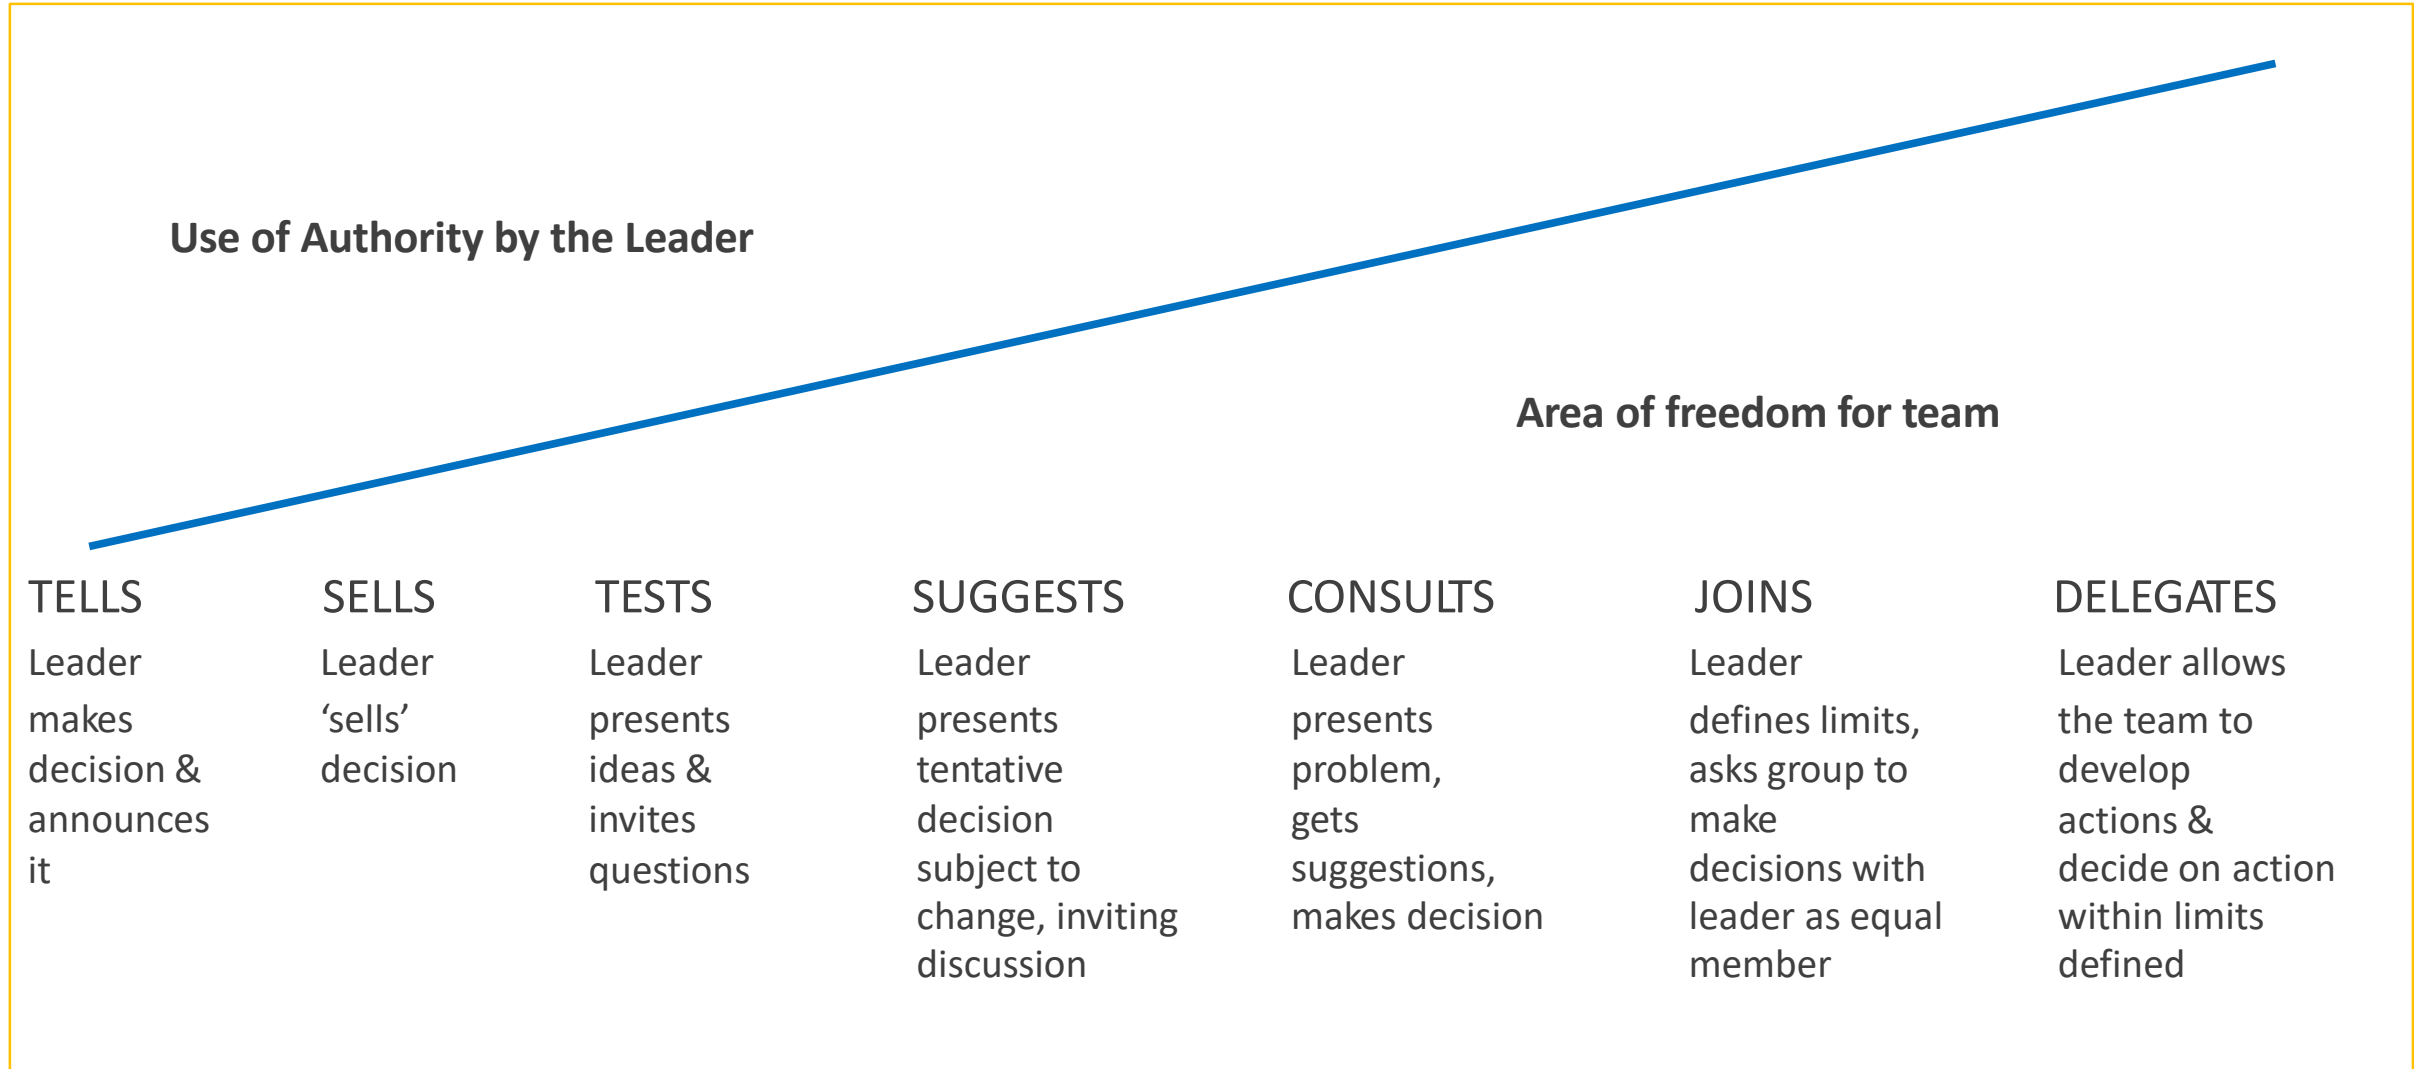 Use of Authority by the Leader
Area of freedom for team
TELLS
Leader
makes
decision &
announces
it
SELLS
Leader
‘sells’
decision
TESTS
Leader
presents
ideas &
invites
questions
SUGGESTS
Leader
presents
tentative
decision
subject to
change, inviting
discussion
CONSULTS
Leader
presents
problem,
gets
suggestions,
makes decision
JOINS
Leader
defines limits,
asks group to
make
decisions with
leader as equal
member
DELEGATES
Leader allows
the team to
develop
actions &
decide on action
within limits
defined